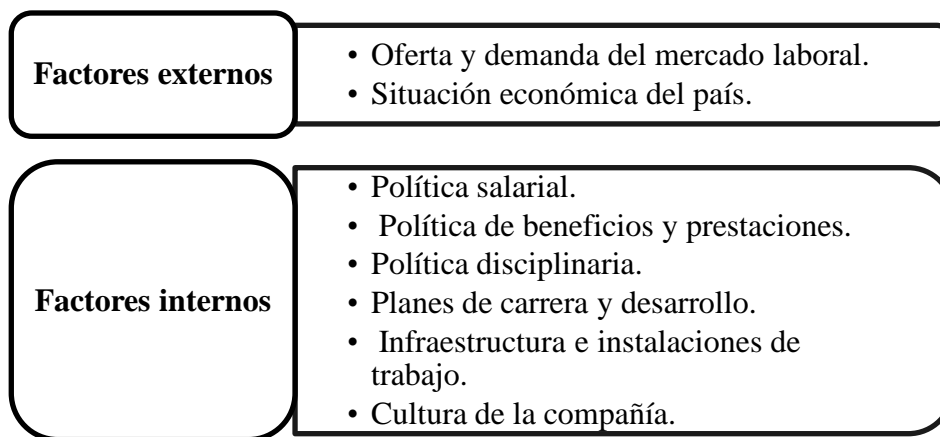 Factores externos
• Oferta y demanda del mercado laboral.
• Situación económica del país.
Factores internos
• Política salarial.
• Política de beneficios y prestaciones.
• Política disciplinaria.
• Planes de carrera y desarrollo.
• Infraestructura e instalaciones de
trabajo.
• Cultura de la compañía.